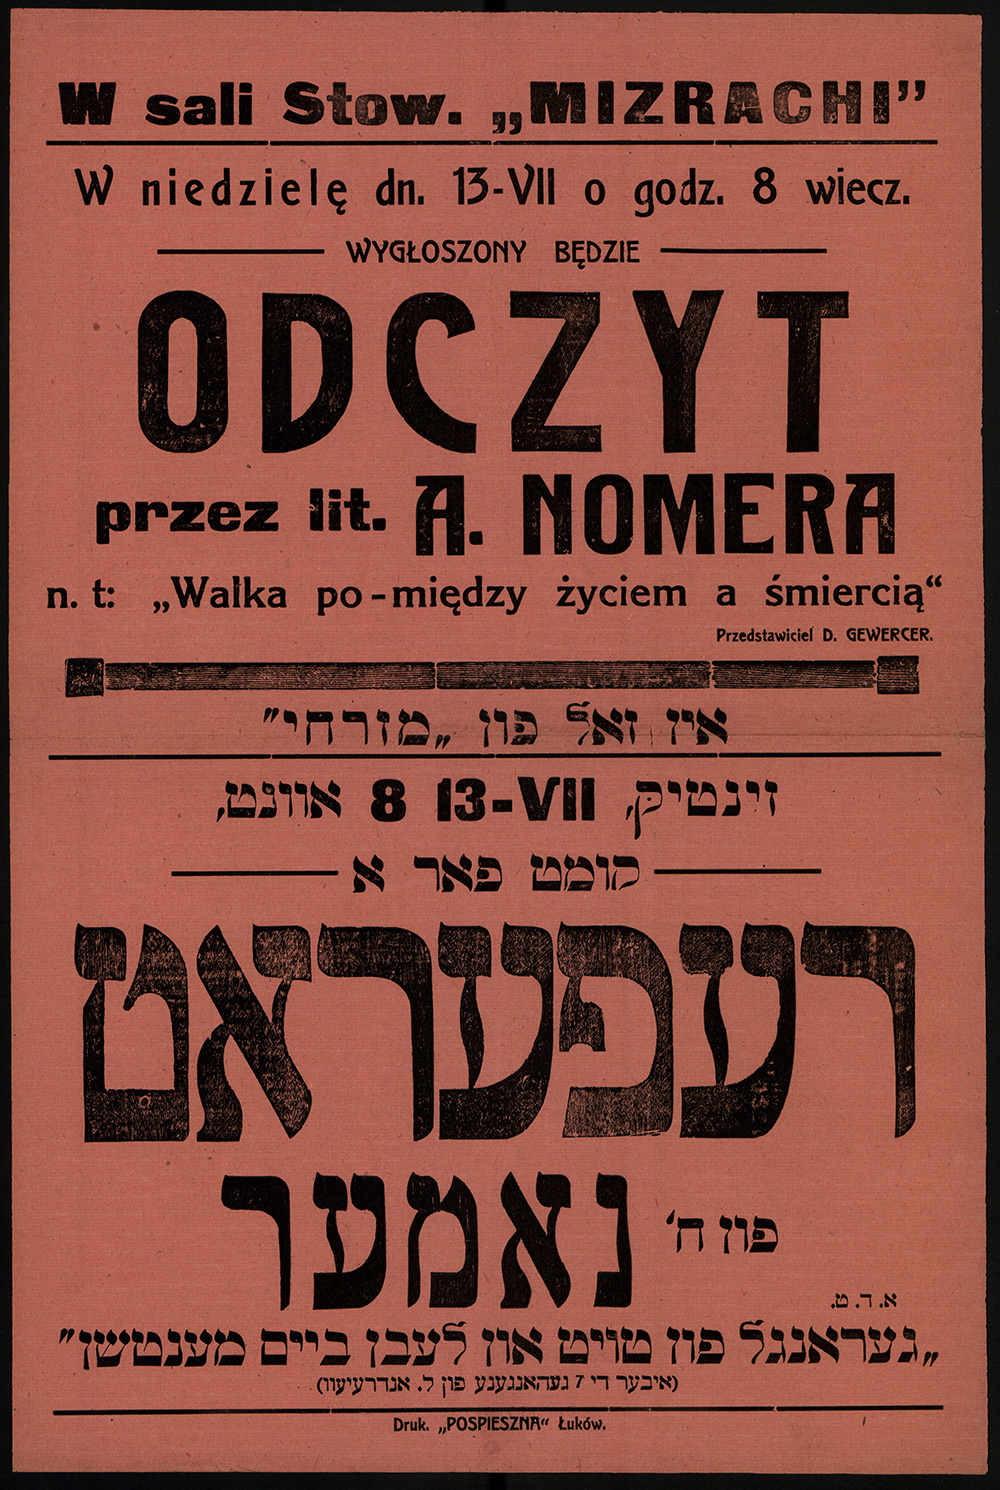 W sali Stow. „MIZRACHI”
W niedzielę dn. 13-VII o godz. 8 wiecz.
WYGŁOSZONY BĘDZIE
ODCZYT
przez lit. A. NOMERA
n. t: „Walka po-między życiem a śmiercią“
Przedstawiciel D. GEWERCER.
אין זאל פון „מזרחי”
זינטיק, 13-VII 8 אוונט,
קומט פאר א
רעפעראט
פון ח' נאמער
א. ד. ט.
„געראנגל פון טויט און לעבן ביים מענטשן”
(איבער די 7 געהאנגענע פון ל. אנדרעיעוו)
Druk. „POSPIESZNA“ Łuków.